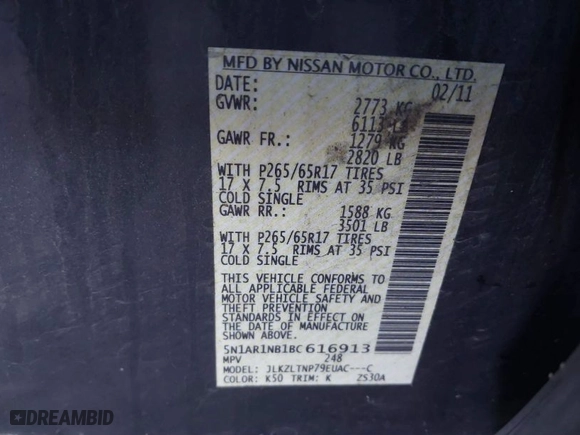 MFD BY NISSAN MOTOR CO., LTD.
DATE: 02/11
GVWR: 2773 KG
6113 LB
GAWR FR.: 1279 KG
2820 LB
WITH P265/65R17 TIRES
17 X 7.5 RIMS AT 35 PSI
COLD SINGLE
GAWR RR.: 1588 KG
3501 LB
WITH P265/65R17 TIRES
17 X 7.5 RIMS AT 35 PSI
COLD SINGLE
THIS VEHICLE CONFORMS TO
ALL APPLICABLE FEDERAL
MOTOR VEHICLE SAFETY AND
THEFT PREVENTION
STANDARDS IN EFFECT ON
THE DATE OF MANUFACTURE
SHOWN ABOVE.
5N1AR1NB1BC616913
MPV 248
MODEL: JLKZLTNP79EUAC---C
COLOR: K50 TRIM: K ZS30A
DREAMBID